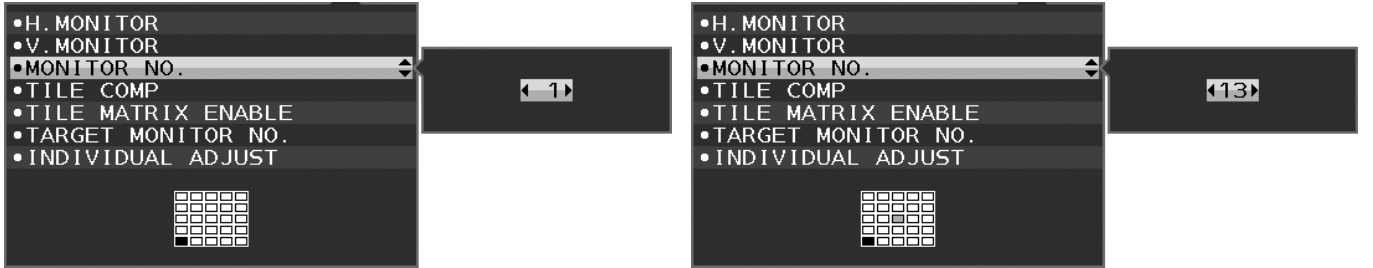 •H.MONITOR
•V.MONITOR
•MONITOR NO.
•TILE COMP
•TILE MATRIX ENABLE
•TARGET MONITOR NO.
•INDIVIDUAL ADJUST
1
•H.MONITOR
•V.MONITOR
•MONITOR NO.
•TILE COMP
•TILE MATRIX ENABLE
•TARGET MONITOR NO.
•INDIVIDUAL ADJUST
13